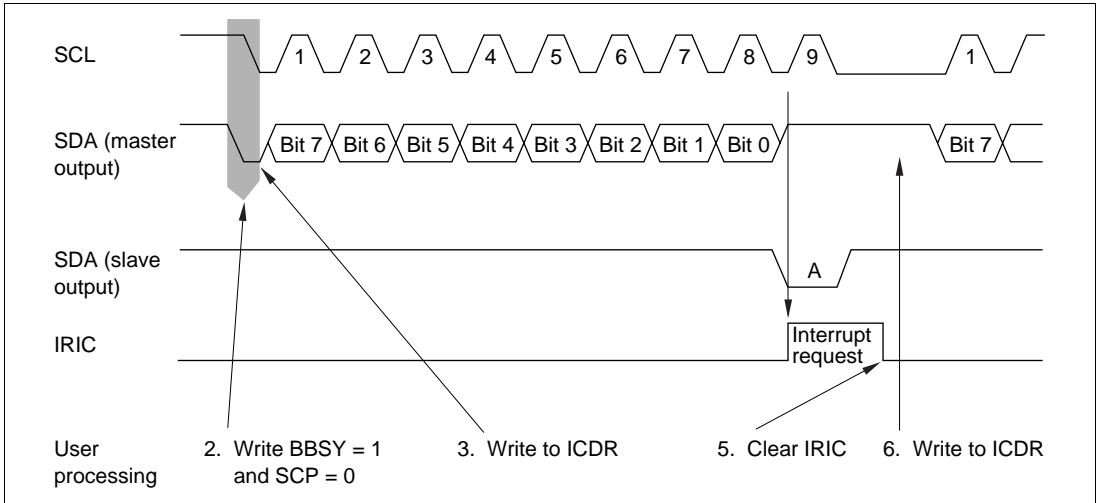 SCL
1 2 3 4 5 6 7 8 9 1
SDA (master
output)
Bit 7 Bit 6 Bit 5 Bit 4 Bit 3 Bit 2 Bit 1 Bit 0 Bit 7
SDA (slave
output)
A
IRIC
Interrupt
request
User
processing
2. Write BBSY = 1
and SCP = 0
3. Write to ICDR
5. Clear IRIC
6. Write to ICDR